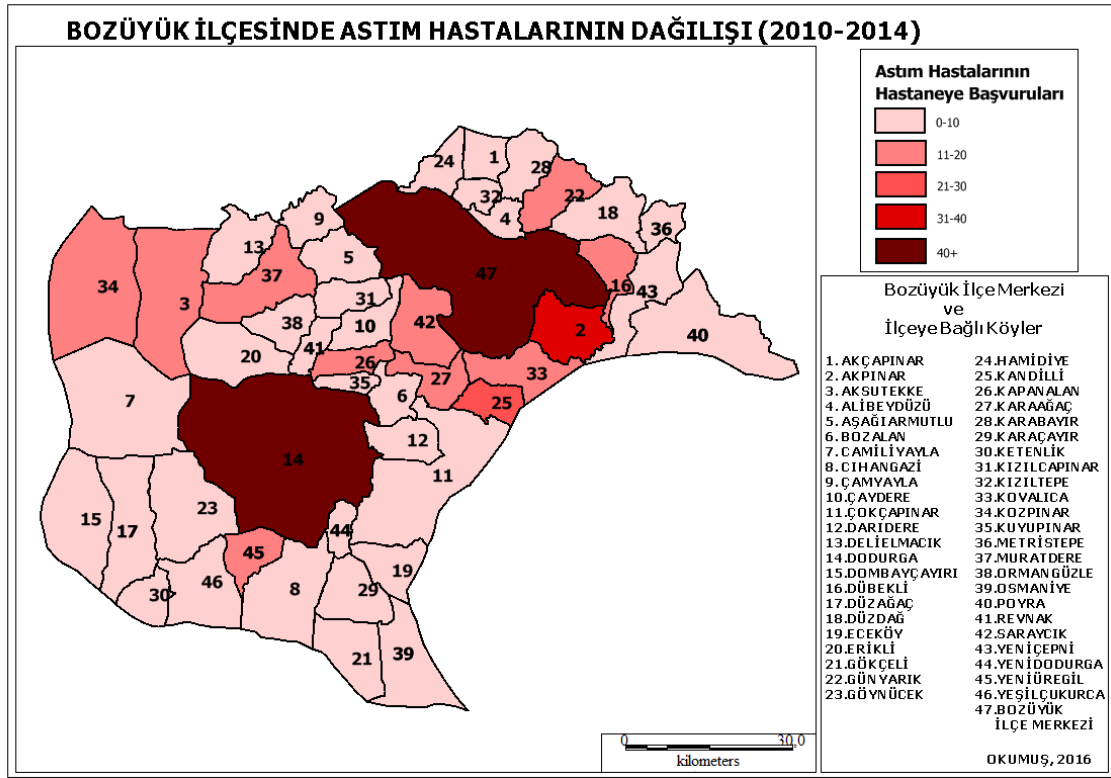 BOZÜYÜK İLÇESİNDE ASTIM HASTALARININ DAĞILIŞI (2010-2014)
Astım Hastalarının
Hastaneye Başvuruları
0-10
11-20
21-30
31-40
40+
24
1
28
32
22
4
18
36
9
13
5
37
34
3
47
16
43
31
38
10
42
2
40
41
20
26
33
35
27
7
6
25
12
14
11
15
17
23
44
45
46
30
8
19
29
21
39
Bozüyük İlçe Merkezi
ve
İlçeye Bağlı Köyler
1. AKÇAPINAR
2. AKPINAR
3. AKSUTEKKE
4. ALİBEYDÜZÜ
5. AŞAĞIARMUTLU
6. BOZALAN
7. CAMİLİYAYLA
8. CIHANGAZİ
9. ÇAMYAYLA
10. ÇAYDERE
11. ÇOKÇAPINAR
12. DARIDERE
13. DELİELMACIK
14. DODURGA
15. DOMBAYÇAYIRI
16. DÜBEKLİ
17. DÜZAĞAÇ
18. DÜZDAĞ
19. ECEKÖY
20. ERİKLİ
21. GÖKÇELİ
22. GÜNYARIK
23. GÖYNÜCEK
24. HAMİDİYE
25. KANDİLLİ
26. KAPANALAN
27. KARAAĞAÇ
28. KARABAYIR
29. KARAÇAYIR
30. KETENLİK
31. KIZILCAPINAR
32. KIZILTEPE
33. KOVALICA
34. KOZPINAR
35. KUYUPINAR
36. METRİSTEPE
37. MURATDERE
38. ORMANGÜZLE
39. OSMANİYE
40. POYRA
41. REVNAK
42. SARAYCIK
43. YENİÇEPNİ
44. YENİDODURGA
45. YENİÜREGİL
46. YEŞİLÇUKURCA
47. BOZÜYÜK
İLÇE MERKEZİ
OKUMUŞ, 2016
0 30,0
kilometers